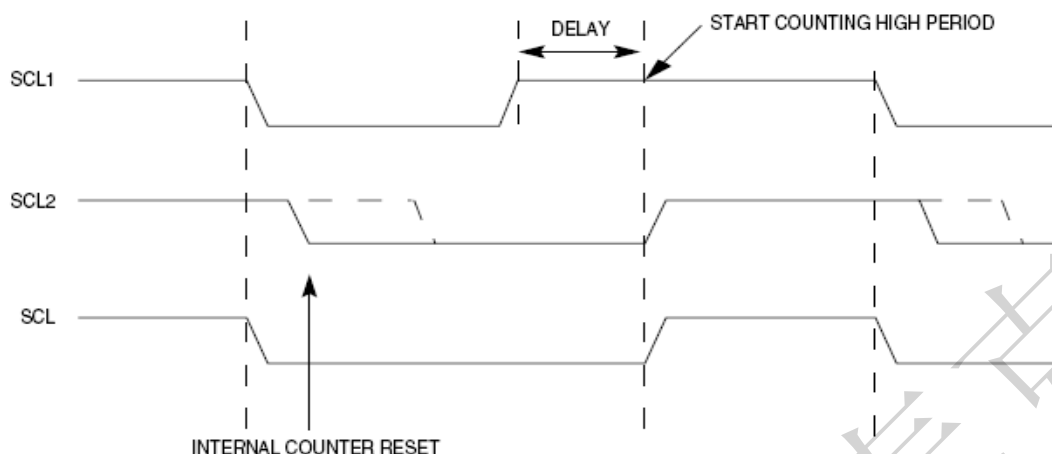 DELAY
START COUNTING HIGH PERIOD
SCL1
SCL2
SCL
INTERNAL COUNTER RESET